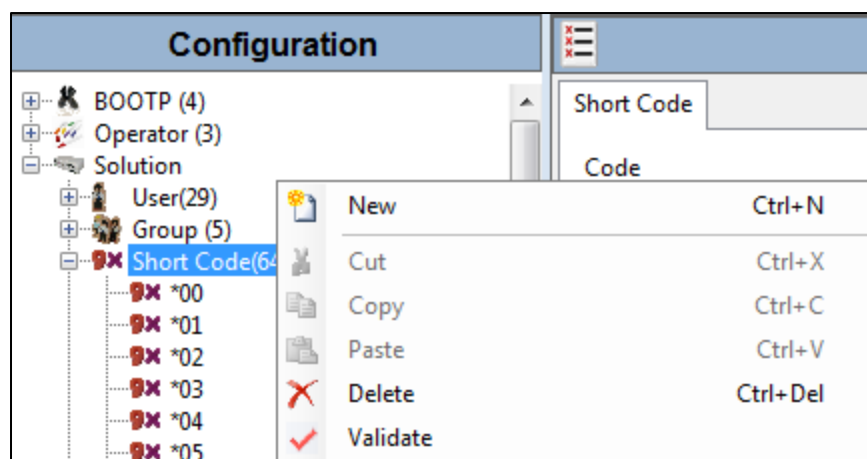 Configuration
BOOTP (4)
Operator (3)
Solution
User(29)
Group (5)
Short Code(64
*00
*01
*02
*03
*04
*05
Short Code
Code
New Ctrl+N
Cut Ctrl+X
Copy Ctrl+C
Paste Ctrl+V
Delete Ctrl+Del
Validate